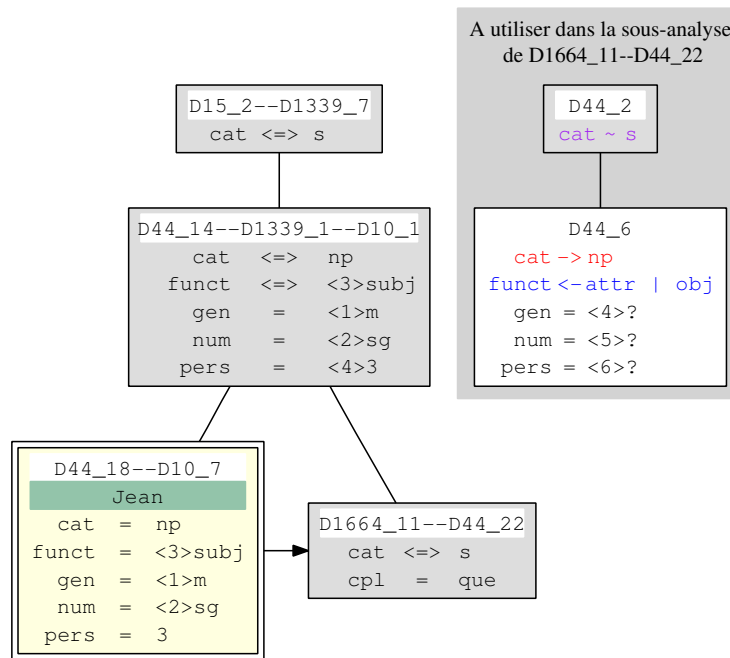 A utiliser dans la sous-analyse
de D1664_11--D44_22
D15_2--D1339_7
cat <=> s
D44_2
cat ~ s
D44_14--D1339_1--D10_1
cat <=> np
funct <=> <3>subj
gen = <1>m
num = <2>sg
pers = <4>3
D44_6
cat -> np
funct <- attr | obj
gen = <4>?
num = <5>?
pers = <6>?
D44_18--D10_7
Jean
cat = np
funct = <3>subj
gen = <1>m
num = <2>sg
pers = 3
D1664_11--D44_22
cat <=> s
cpl = que